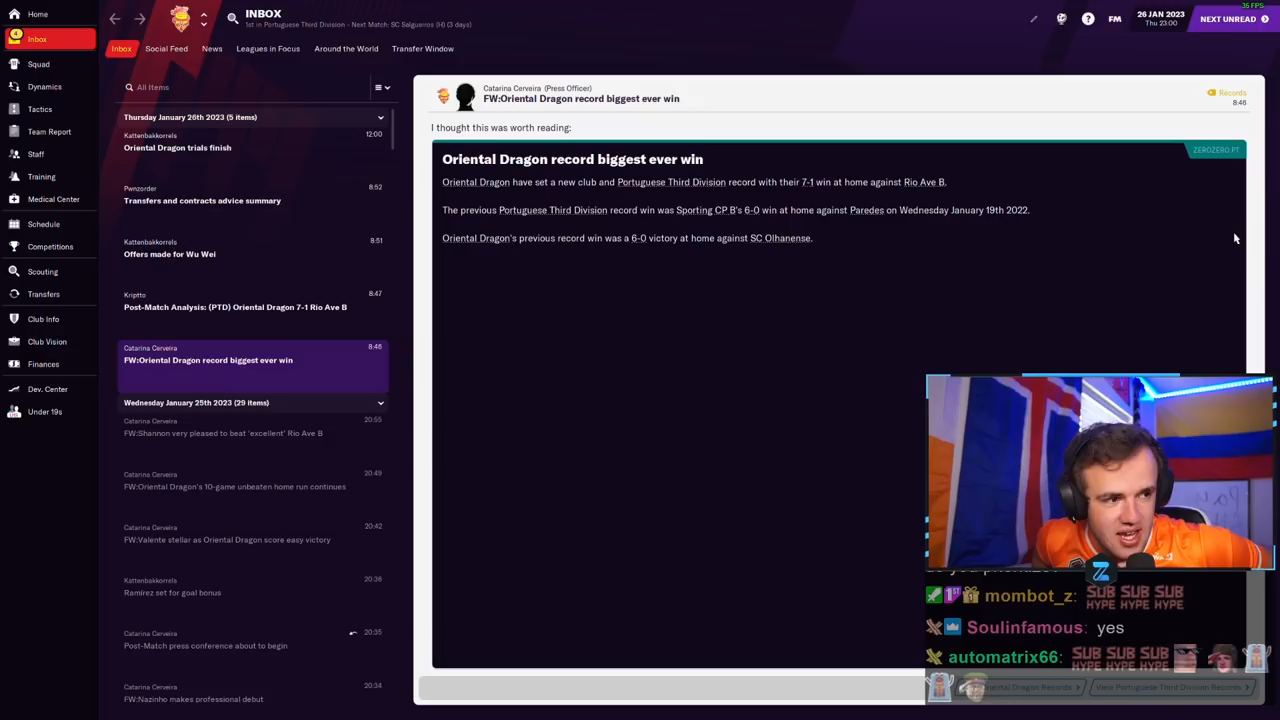 35 FPS
Home
INBOX
1st in Portuguese Third Division - Next Match: SC Salgueiros (H) (3 days)
FM
26 JAN 2023
Thu 23:00
NEXT UNREAD
4
Inbox
Inbox
Social Feed
News
Leagues in Focus
Around the World
Transfer Window
Squad
Dynamics
Tactics
Team Report
Staff
Training
Medical Center
Schedule
Competitions
Scouting
Transfers
Club Info
Club Vision
Finances
Dev. Center
Under 19s
All Items
Thursday January 26th 2023 (5 items)
Kattenbakkorrels
12:00
Oriental Dragon trials finish
Pwnzorder
8:52
Transfers and contracts advice summary
Kattenbakkorrels
8:51
Offers made for Wu Wei
Kriptto
8:47
Post-Match Analysis: (PTD) Oriental Dragon 7-1 Rio Ave B
Catarina Cerveira
8:46
FW:Oriental Dragon record biggest ever win
Wednesday January 25th 2023 (29 items)
Catarina Cerveira
20:55
FW:Shannon very pleased to beat 'excellent' Rio Ave B
Catarina Cerveira
20:49
FW:Oriental Dragon's 10-game unbeaten home run continues
Catarina Cerveira
20:42
FW:Valente stellar as Oriental Dragon score easy victory
Kattenbakkorrels
20:38
Ramirez set for goal bonus
Catarina Cerveira
20:35
Post-Match press conference about to begin
Catarina Cerveira
20:34
FW:Nazinho makes professional debut
Catarina Cerveira (Press Officer)
FW:Oriental Dragon record biggest ever win
Records
8:46
I thought this was worth reading:
ZEROZERO PT
Oriental Dragon record biggest ever win
Oriental Dragon have set a new club and Portuguese Third Division record with their 7-1 win at home against Rio Ave B.
The previous Portuguese Third Division record win was Sporting CP B's 6-0 win at home against Paredes on Wednesday January 19th 2022.
Oriental Dragon's previous record win was a 6-0 victory at home against SC Olhanense.
mombot_z: SUB HYPE SUB HYPE SUB HYPE
Soulinfamous: yes
automatrix66: SUB HYPE SUB HYPE SUB HYPE
Oriental Dragon Records
View Portuguese Third Division Records